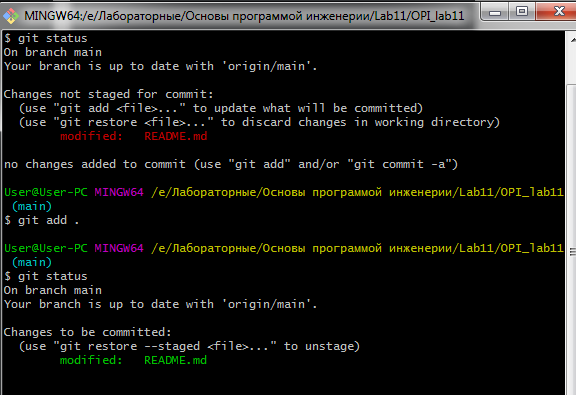 MINGW64:/e/Лабораторные/Основы программой инженерии/Lab11/OPI_lab11
$ git status
On branch main
Your branch is up to date with 'origin/main'.
Changes not staged for commit:
(use "git add <file>..." to update what will be committed)
(use "git restore <file>..." to discard changes in working directory)
modified: README.md
no changes added to commit (use "git add" and/or "git commit -a")
User@User-PC MINGW64 /e/Лабораторные/Основы программой инженерии/Lab11/OPI_lab11
(main)
$ git add .
User@User-PC MINGW64 /e/Лабораторные/Основы программой инженерии/Lab11/OPI_lab11
(main)
$ git status
On branch main
Your branch is up to date with 'origin/main'.
Changes to be committed:
(use "git restore --staged <file>..." to unstage)
modified: README.md